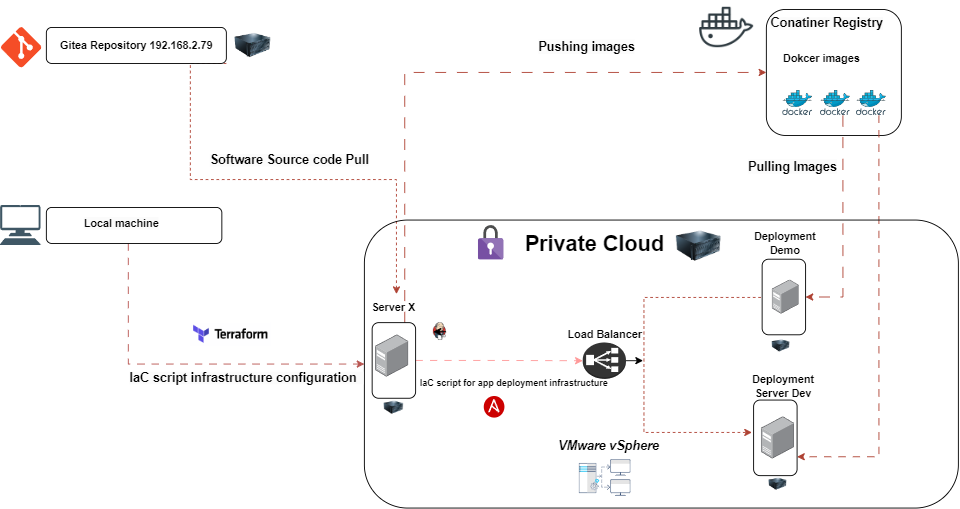 Gitea Repository 192.168.2.79
Conatiner Registry
Dokcer images
docker
docker
docker
Pushing images
Software Source code Pull
Pulling Images
Local machine
Private Cloud
Deployment
Demo
Server X
Terraform
Load Balancer
IaC script infrastructure configuration
IaC script for app deployment infrastructure
A
Deployment
Server Dev
VMware vSphere